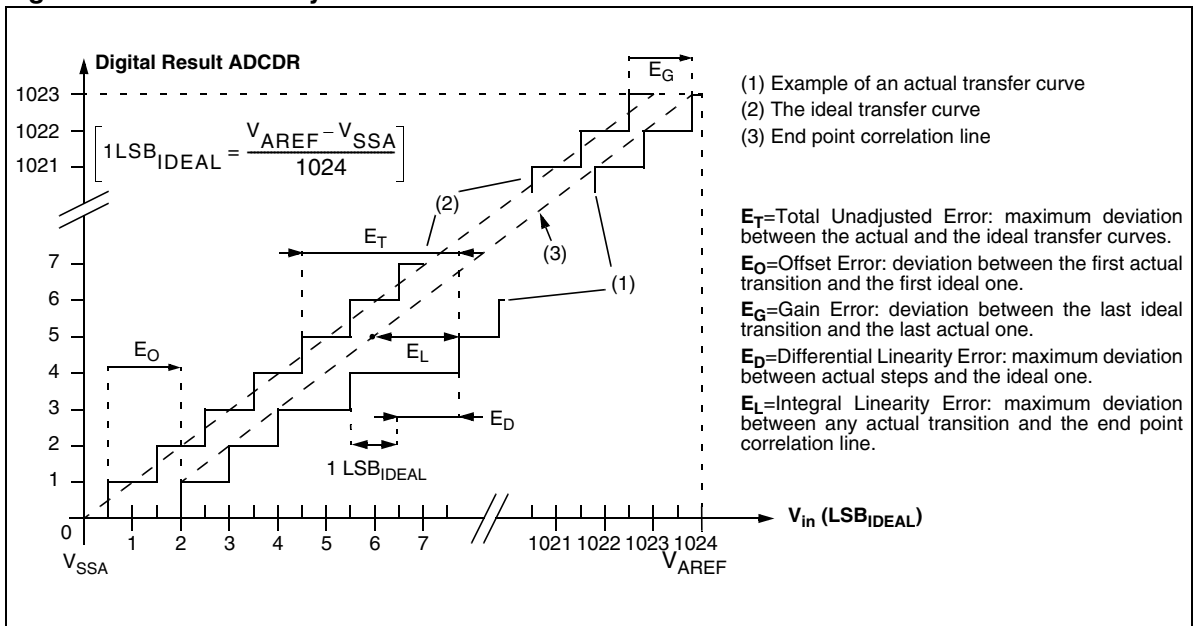 Digital Result ADCDR
E_G
(1) Example of an actual transfer curve
(2) The ideal transfer curve
(3) End point correlation line
1023
1022
1021
1LSB_IDEAL = (V_AREF - V_SSA) / 1024
(2)
E_T
(3)
(1)
E_T=Total Unadjusted Error: maximum deviation
between the actual and the ideal transfer curves.
E_O=Offset Error: deviation between the first actual
transition and the first ideal one.
E_G=Gain Error: deviation between the last ideal
transition and the last actual one.
E_D=Differential Linearity Error: maximum deviation
between actual steps and the ideal one.
E_L=Integral Linearity Error: maximum deviation
between any actual transition and the end point
correlation line.
7
6
5
4
3
2
1
0
E_O
E_L
E_D
1 LSB_IDEAL
1 2 3 4 5 6 7 1021 1022 1023 1024
V_in (LSB_IDEAL)
V_SSA
V_AREF